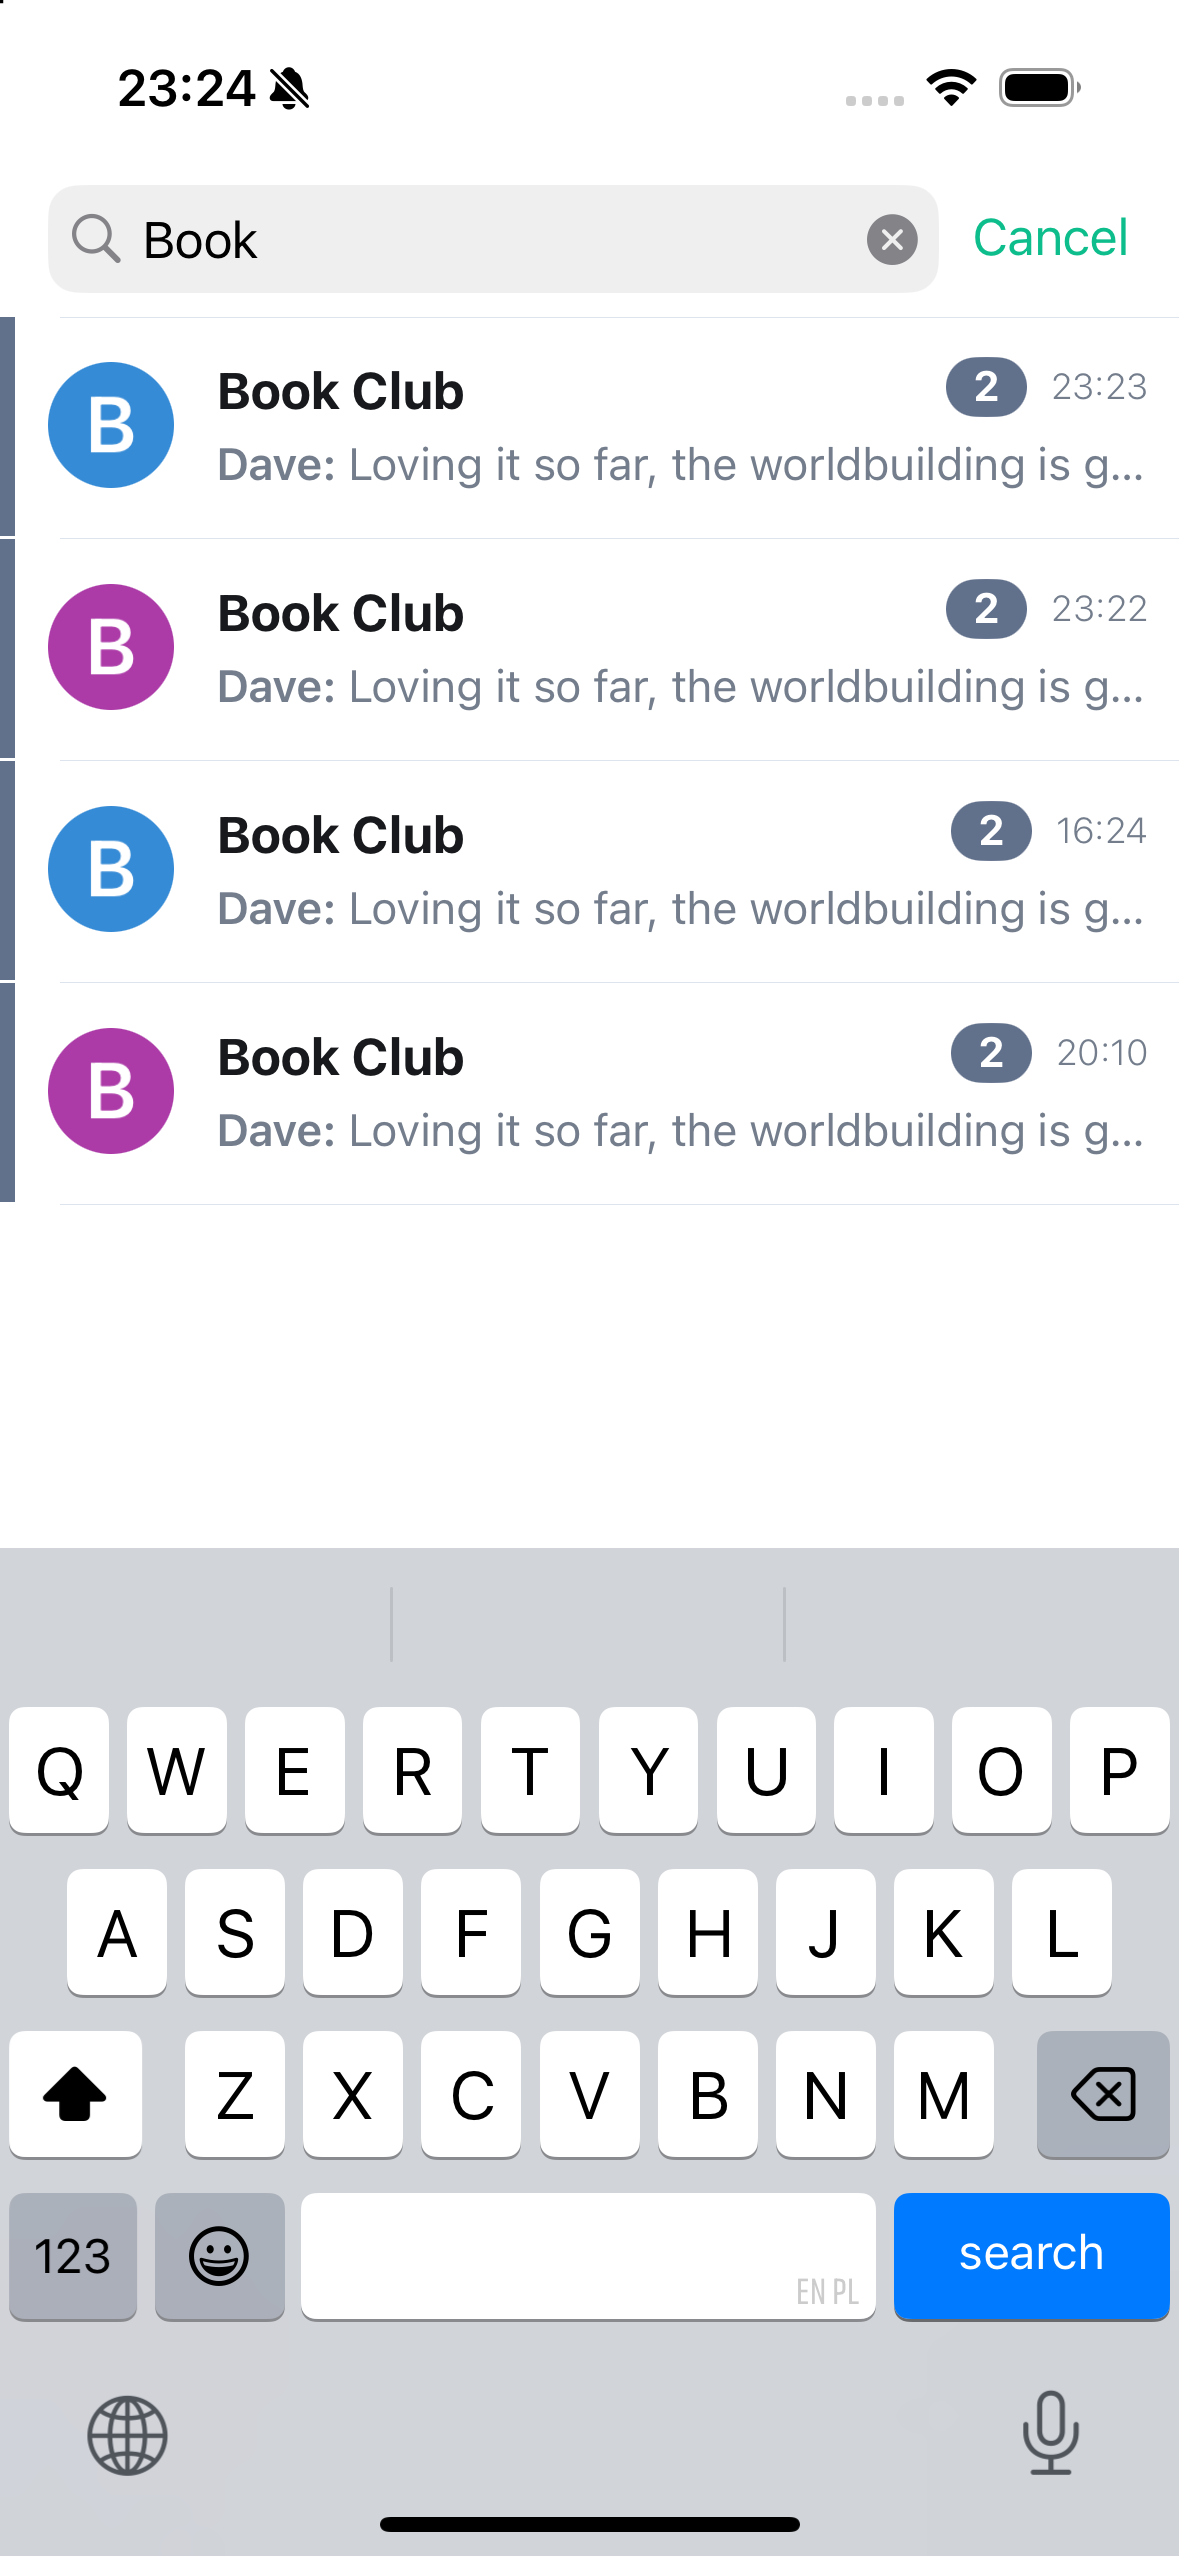 23:24
Book
Cancel
B
Book Club
2
23:23
Dave: Loving it so far, the worldbuilding is g...
B
Book Club
2
23:22
Dave: Loving it so far, the worldbuilding is g...
B
Book Club
2
16:24
Dave: Loving it so far, the worldbuilding is g...
B
Book Club
2
20:10
Dave: Loving it so far, the worldbuilding is g...
Q W E R T Y U I O P
A S D F G H J K L
Z X C V B N M
123
EN PL
search